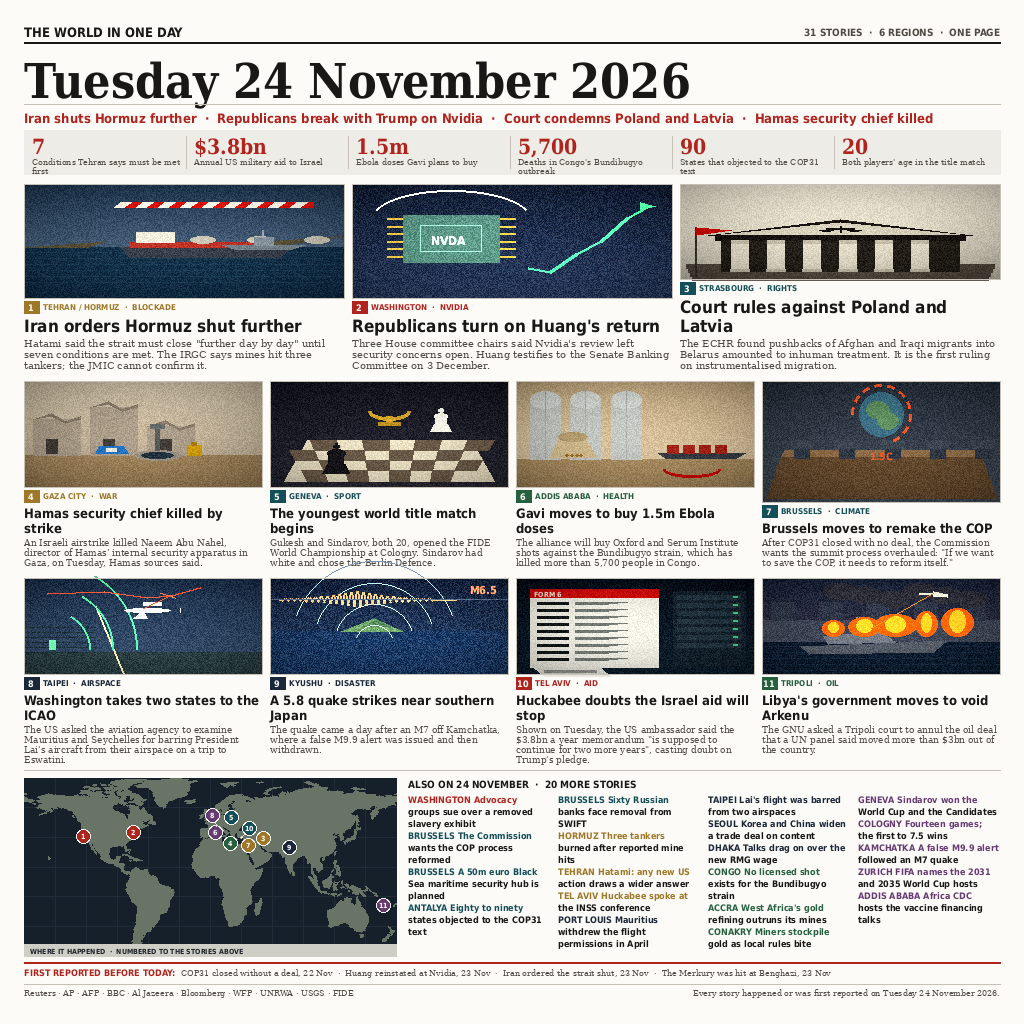 THE WORLD IN ONE DAY
31 STORIES · 6 REGIONS · ONE PAGE
Tuesday 24 November 2026
Iran shuts Hormuz further · Republicans break with Trump on Nvidia · Court condemns Poland and Latvia · Hamas security chief killed
7
Conditions Tehran says must be met
first
$3.8bn
Annual US military aid to Israel
1.5m
Ebola doses Gavi plans to buy
5,700
Deaths in Congo's Bundibugyo
outbreak
90
States that objected to the COP31
text
20
Both players' age in the title match
NVDA
1 TEHRAN / HORMUZ · BLOCKADE
Iran orders Hormuz shut further
Hatami said the strait must close "further day by day" until
seven conditions are met. The IRGC says mines hit three
tankers; the JMIC cannot confirm it.
2 WASHINGTON · NVIDIA
Republicans turn on Huang's return
Three House committee chairs said Nvidia's review left
security concerns open. Huang testifies to the Senate Banking
Committee on 3 December.
3 STRASBOURG · RIGHTS
Court rules against Poland and
Latvia
The ECHR found pushbacks of Afghan and Iraqi migrants into
Belarus amounted to inhuman treatment. It is the first ruling
on instrumentalised migration.
4 GAZA CITY · WAR
Hamas security chief killed by
strike
An Israeli airstrike killed Naeem Abu Nahel,
director of Hamas' internal security apparatus in
Gaza, on Tuesday, Hamas sources said.
5 GENEVA · SPORT
The youngest world title match
begins
Gukesh and Sindarov, both 20, opened the FIDE
World Championship at Cologny. Sindarov had
white and chose the Berlin Defence.
6 ADDIS ABABA · HEALTH
Gavi moves to buy 1.5m Ebola
doses
The alliance will buy Oxford and Serum Institute
shots against the Bundibugyo strain, which has
killed more than 5,700 people in Congo.
1.5C
7 BRUSSELS · CLIMATE
Brussels moves to remake the COP
After COP31 closed with no deal, the Commission
wants the summit process overhauled: "If we want
to save the COP, it needs to reform itself."
8 TAIPEI · AIRSPACE
Washington takes two states to the
ICAO
The US asked the aviation agency to examine
Mauritius and Seychelles for barring President
Lai's aircraft from their airspace on a trip to
Eswatini.
M6.5
9 KYUSHU · DISASTER
A 5.8 quake strikes near southern
Japan
The quake came a day after an M7 off Kamchatka,
where a false M9.9 alert was issued and then
withdrawn.
FORM 6
10 TEL AVIV · AID
Huckabee doubts the Israel aid will
stop
Shown on Tuesday, the US ambassador said the
$3.8bn a year memorandum "is supposed to
continue for two more years", casting doubt on
Trump's pledge.
11 TRIPOLI · OIL
Libya's government moves to void
Arkenu
The GNU asked a Tripoli court to annul the oil deal
that a UN panel said moved more than $3bn out of
the country.
1
2
8
5
6
10
4
7
3
9
11
WHERE IT HAPPENED · NUMBERED TO THE STORIES ABOVE
ALSO ON 24 NOVEMBER · 20 MORE STORIES
WASHINGTON Advocacy
groups sue over a removed
slavery exhibit
BRUSSELS The Commission
wants the COP process
reformed
BRUSSELS A 50m euro Black
Sea maritime security hub is
planned
ANTALYA Eighty to ninety
states objected to the COP31
text
BRUSSELS Sixty Russian
banks face removal from
SWIFT
HORMUZ Three tankers
burned after reported mine
hits
TEHRAN Hatami: any new US
action draws a wider answer
TEL AVIV Huckabee spoke at
the INSS conference
PORT LOUIS Mauritius
withdrew the flight
permissions in April
TAIPEI Lai's flight was barred
from two airspaces
SEOUL Korea and China widen
a trade deal on content
DHAKA Talks drag on over the
new RMG wage
CONGO No licensed shot
exists for the Bundibugyo
strain
ACCRA West Africa's gold
refining outruns its mines
CONAKRY Miners stockpile
gold as local rules bite
GENEVA Sindarov won the
World Cup and the Candidates
COLOGNY Fourteen games;
the first to 7.5 wins
KAMCHATKA A false M9.9 alert
followed an M7 quake
ZURICH FIFA names the 2031
and 2035 World Cup hosts
ADDIS ABABA Africa CDC
hosts the vaccine financing
talks
FIRST REPORTED BEFORE TODAY: COP31 closed without a deal, 22 Nov · Huang reinstated at Nvidia, 23 Nov · Iran ordered the strait shut, 23 Nov · The Merkury was hit at Benghazi, 23 Nov
Reuters · AP · AFP · BBC · Al Jazeera · Bloomberg · WFP · UNRWA · USGS · FIDE
Every story happened or was first reported on Tuesday 24 November 2026.